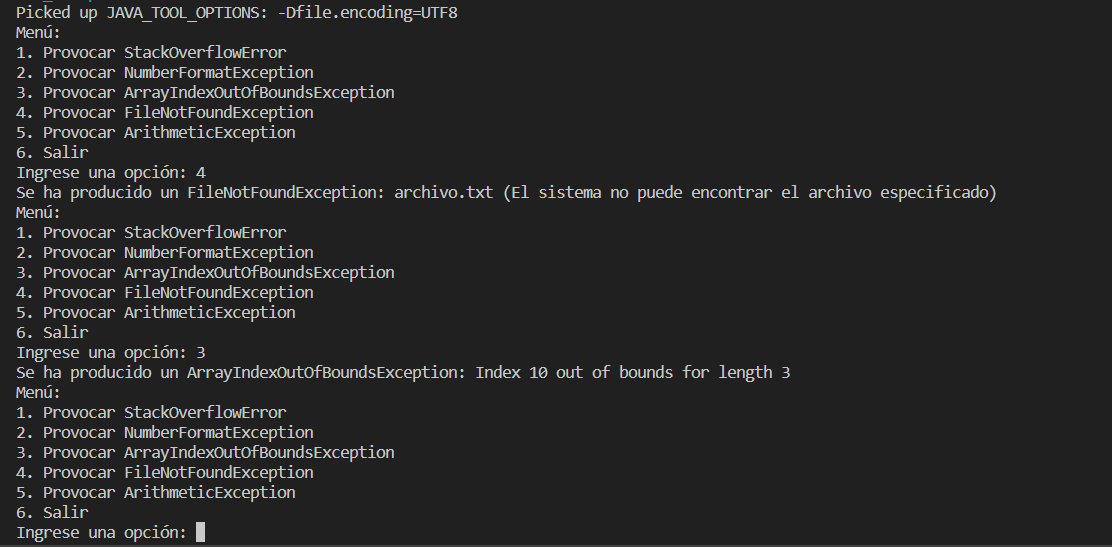 Picked up JAVA_TOOL_OPTIONS: -Dfile.encoding=UTF8
Menú:
1. Provocar StackOverflowError
2. Provocar NumberFormatException
3. Provocar ArrayIndexOutOfBoundsException
4. Provocar FileNotFoundException
5. Provocar ArithmeticException
6. Salir
Ingrese una opción: 4
Se ha producido un FileNotFoundException: archivo.txt (El sistema no puede encontrar el archivo especificado)
Menú:
1. Provocar StackOverflowError
2. Provocar NumberFormatException
3. Provocar ArrayIndexOutOfBoundsException
4. Provocar FileNotFoundException
5. Provocar ArithmeticException
6. Salir
Ingrese una opción: 3
Se ha producido un ArrayIndexOutOfBoundsException: Index 10 out of bounds for length 3
Menú:
1. Provocar StackOverflowError
2. Provocar NumberFormatException
3. Provocar ArrayIndexOutOfBoundsException
4. Provocar FileNotFoundException
5. Provocar ArithmeticException
6. Salir
Ingrese una opción: